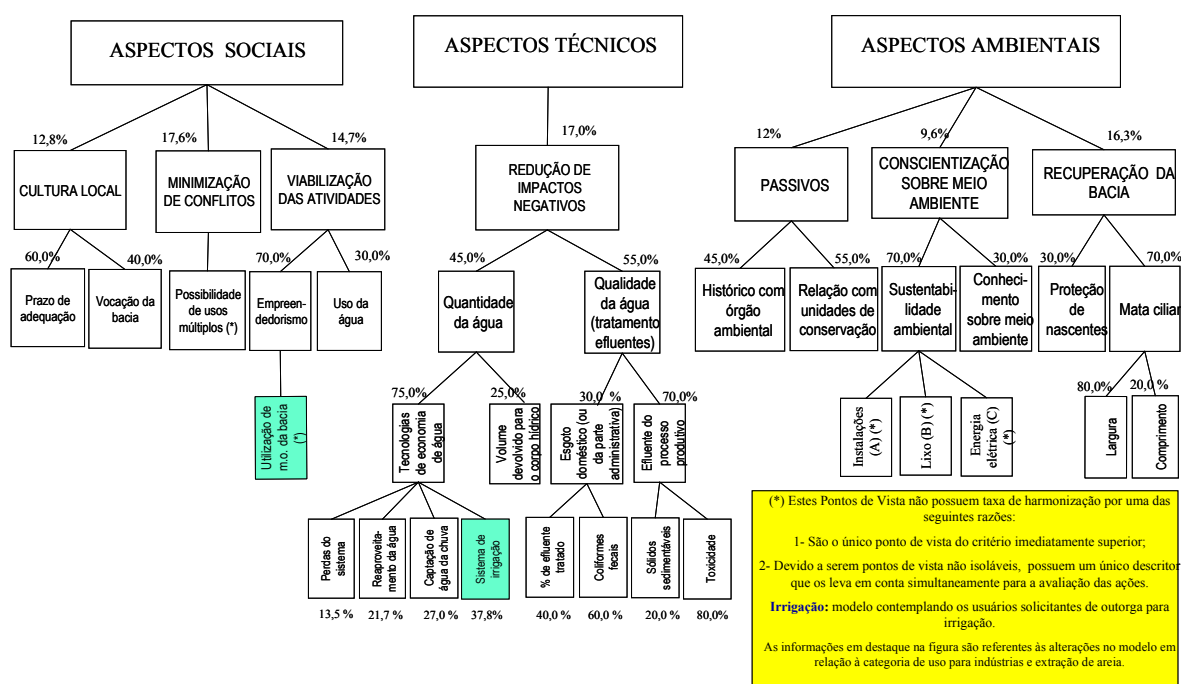 ASPECTOS SOCIAIS
ASPECTOS TÉCNICOS
ASPECTOS AMBIENTAIS
12,8%
17,6%
14,7%
17,0%
12%
9,6%
16,3%
CULTURA LOCAL
MINIMIZAÇÃO
DE CONFLITOS
VIABILIZAÇÃO
DAS ATIVIDADES
REDUÇÃO DE
IMPACTOS
NEGATIVOS
PASSIVOS
CONSCIENTIZAÇÃO
SOBRE MEIO
AMBIENTE
RECUPERAÇÃO DA
BACIA
60,0%
40,0%
70,0%
30,0%
45,0%
55,0%
45,0%
55,0%
70,0%
30,0%
30,0%
70,0%
Prazo de
adequação
Vocação da
bacia
Possibilidade
de usos
múltiplos (*)
Empreen-
dedorismo
Uso da
água
Quantidade
da água
Qualidade
da água
(tratamento
efluentes)
Histórico com
órgão
ambiental
Relação com
unidades de
conservação
Sustentabi-
lidade
ambiental
Conheci-
mento
sobre meio
ambiente
Proteção
de
nascentes
Mata ciliar
75,0%
25,0%
30,0 %
70,0%
80,0%
20,0 %
Utilização de
m.o. da bacia
(*)
Tecnologias
de economia
de água
Volume
devolvido para
o corpo hídrico
Esgoto
doméstico (ou
da parte
administrativa)
Efluente do
processo
produtivo
Instalações
(A) (*)
Lixo (B) (*)
Energia
elétrica (C)
(*)
Largura
Comprimento
Perdas do
sistema
Reaproveita-
mento da água
Captação de
água da chuva
Sistema de
irrigação
% de efluente
tratado
Coliformes
fecais
Sólidos
sedimentáveis
Toxicidade
13,5 %
21,7 %
27,0 %
37,8%
40,0 %
60,0 %
20,0 %
80,0%
(*) Estes Pontos de Vista não possuem taxa de harmonização por uma das
seguintes razões:
1- São o único ponto de vista do critério imediatamente superior;
2- Devido a serem pontos de vista não isoláveis, possuem um único descritor
que os leva em conta simultaneamente para a avaliação das ações.
Irrigação: modelo contemplando os usuários solicitantes de outorga para
irrigação.
As informações em destaque na figura são referentes às alterações no modelo em
relação à categoria de uso para indústrias e extração de areia.